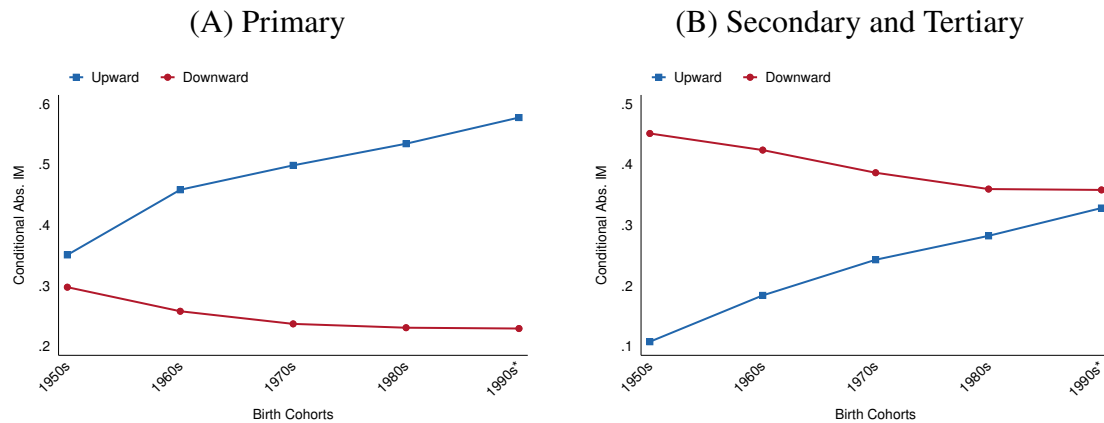 (A) Primary
Upward Downward
.6
.5
.4
.3
.2
Conditional Abs. IM
1950s
1960s
1970s
1980s
1990s*
Birth Cohorts
(B) Secondary and Tertiary
Upward Downward
.5
.4
.3
.2
.1
Conditional Abs. IM
1950s
1960s
1970s
1980s
1990s*
Birth Cohorts